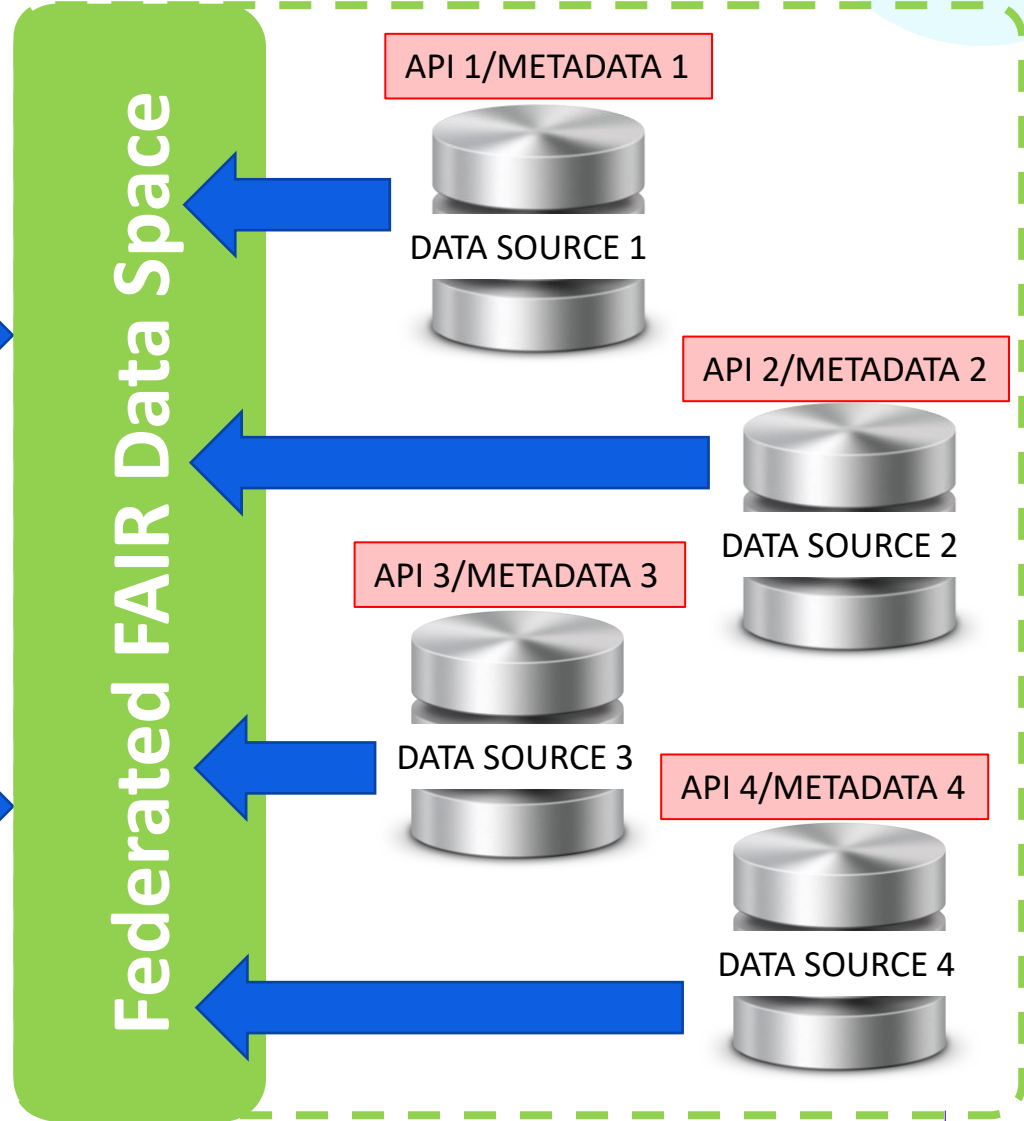 Federated FAIR Data Space
API 1/METADATA 1
DATA SOURCE 1
API 2/METADATA 2
DATA SOURCE 2
API 3/METADATA 3
DATA SOURCE 3
API 4/METADATA 4
DATA SOURCE 4